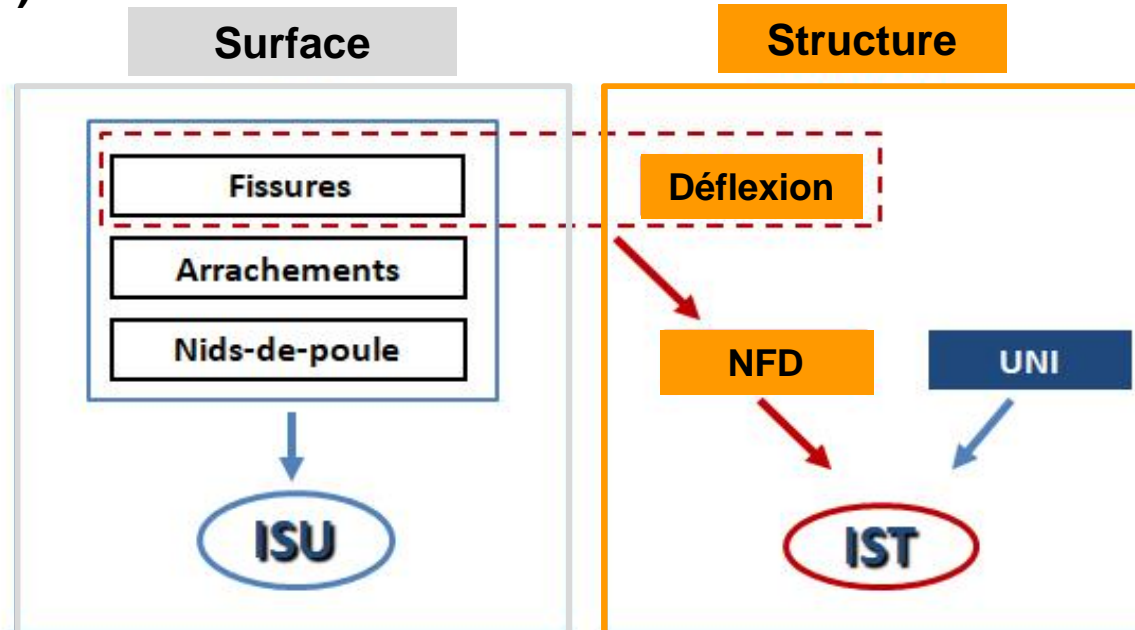 )
Surface
Structure
Fissures
Déflexion
Arrachements
Nids-de-poule
NFD
UNI
ISU
IST